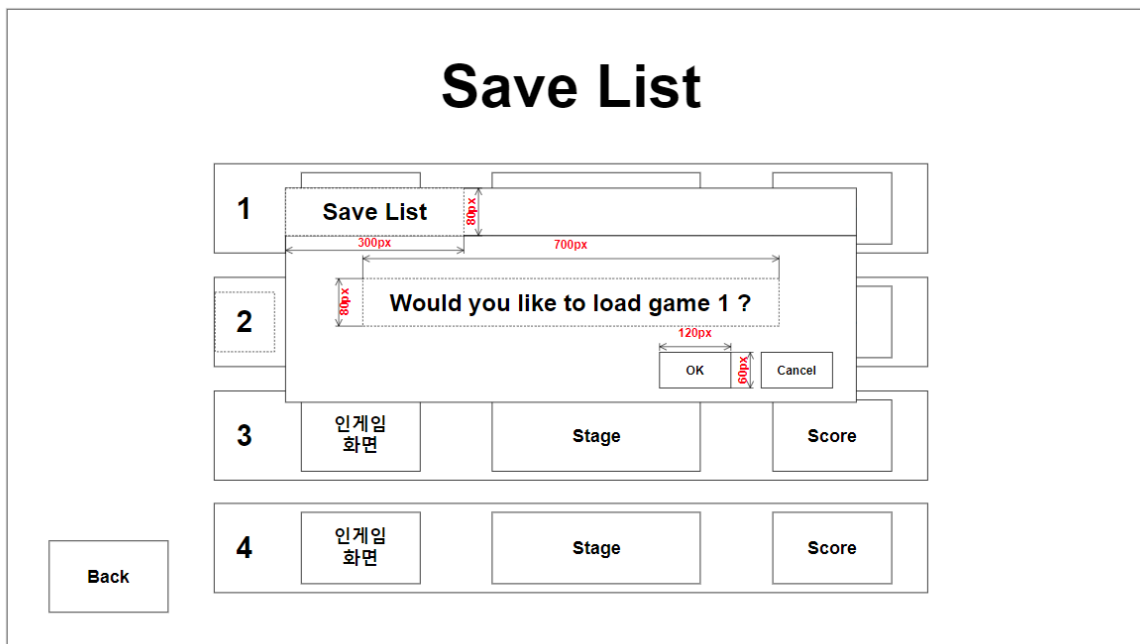 Save List
1
Save List
80px
300px
700px
80px
Would you like to load game 1 ?
2
120px
OK
60px
Cancel
3
인게임
화면
Stage
Score
4
인게임
화면
Stage
Score
Back